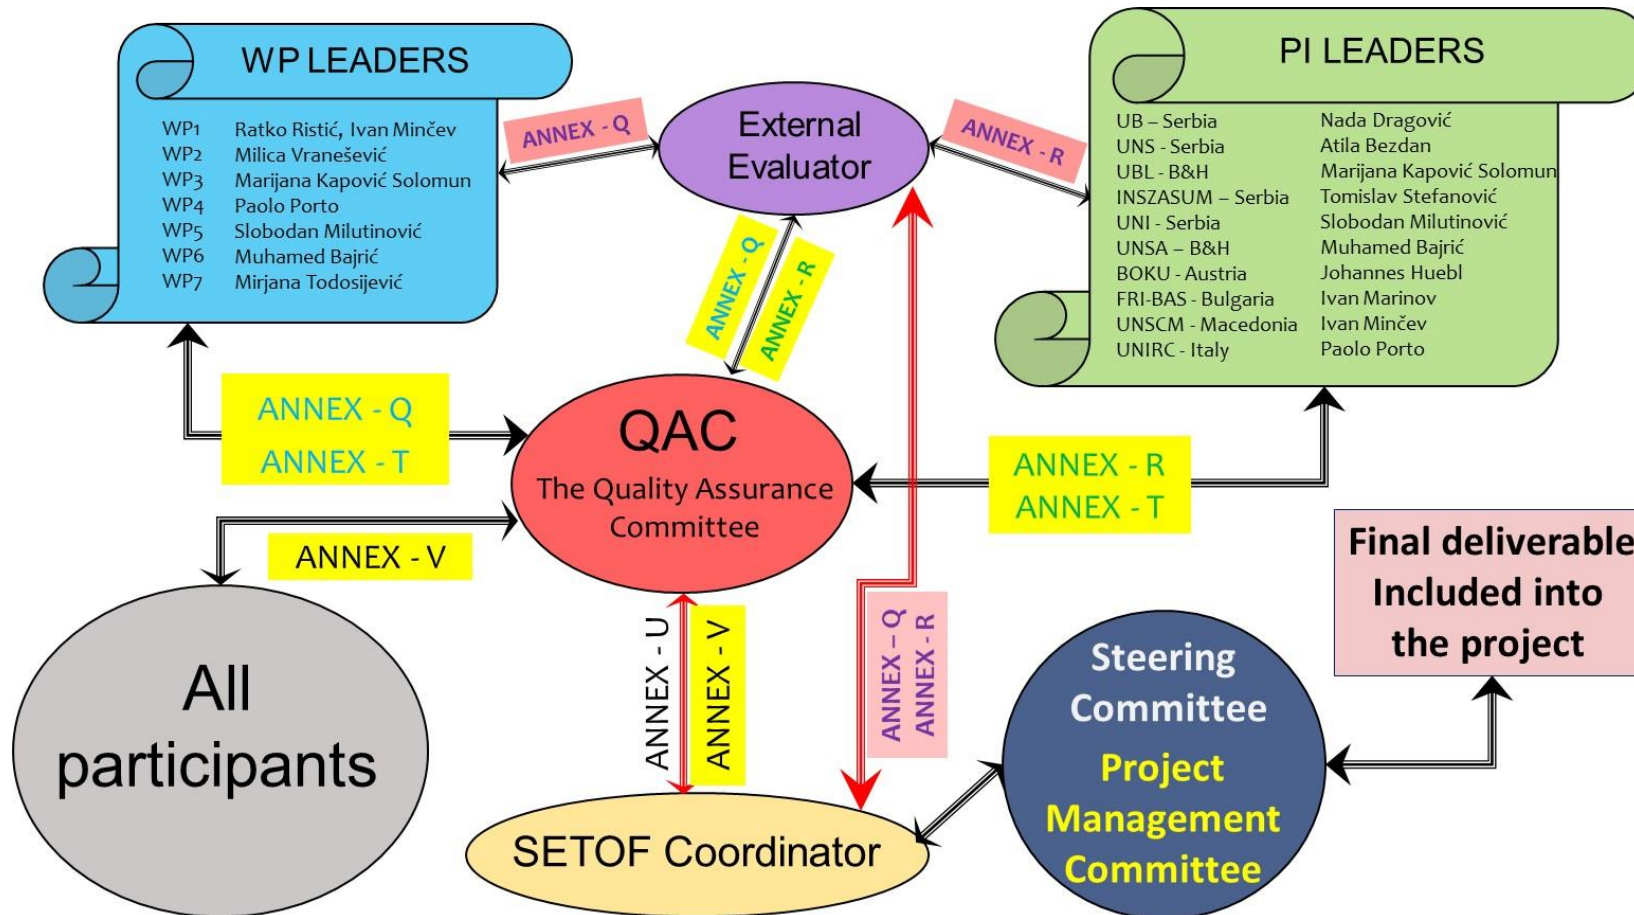 WP LEADERS
WP1 Ratko Ristić, Ivan Minčev
WP2 Milica Vranešević
WP3 Marijana Kapović Solomun
WP4 Paolo Porto
WP5 Slobodan Milutinović
WP6 Muhamed Bajrić
WP7 Mirjana Todosijević
ANNEX - Q
External
Evaluator
ANNEX - R
PI LEADERS
UB – Serbia Nada Dragović
UNS - Serbia Atila Bezdan
UBL - B&H Marijana Kapović Solomun
INSZASUM – Serbia Tomislav Stefanović
UNI - Serbia Slobodan Milutinović
UNSA – B&H Muhamed Bajrić
BOKU - Austria Johannes Huebl
FRI-BAS - Bulgaria Ivan Marinov
UNSCM - Macedonia Ivan Minčev
UNIRC - Italy Paolo Porto
ANNEX - Q
ANNEX - R
ANNEX - Q
ANNEX - T
QAC
The Quality Assurance
Committee
ANNEX - R
ANNEX - T
ANNEX - V
All
participants
ANNEX - U
ANNEX - V
ANNEX – Q
ANNEX - R
SETOF Coordinator
Steering
Committee
Project
Management
Committee
Final deliverable
Included into
the project